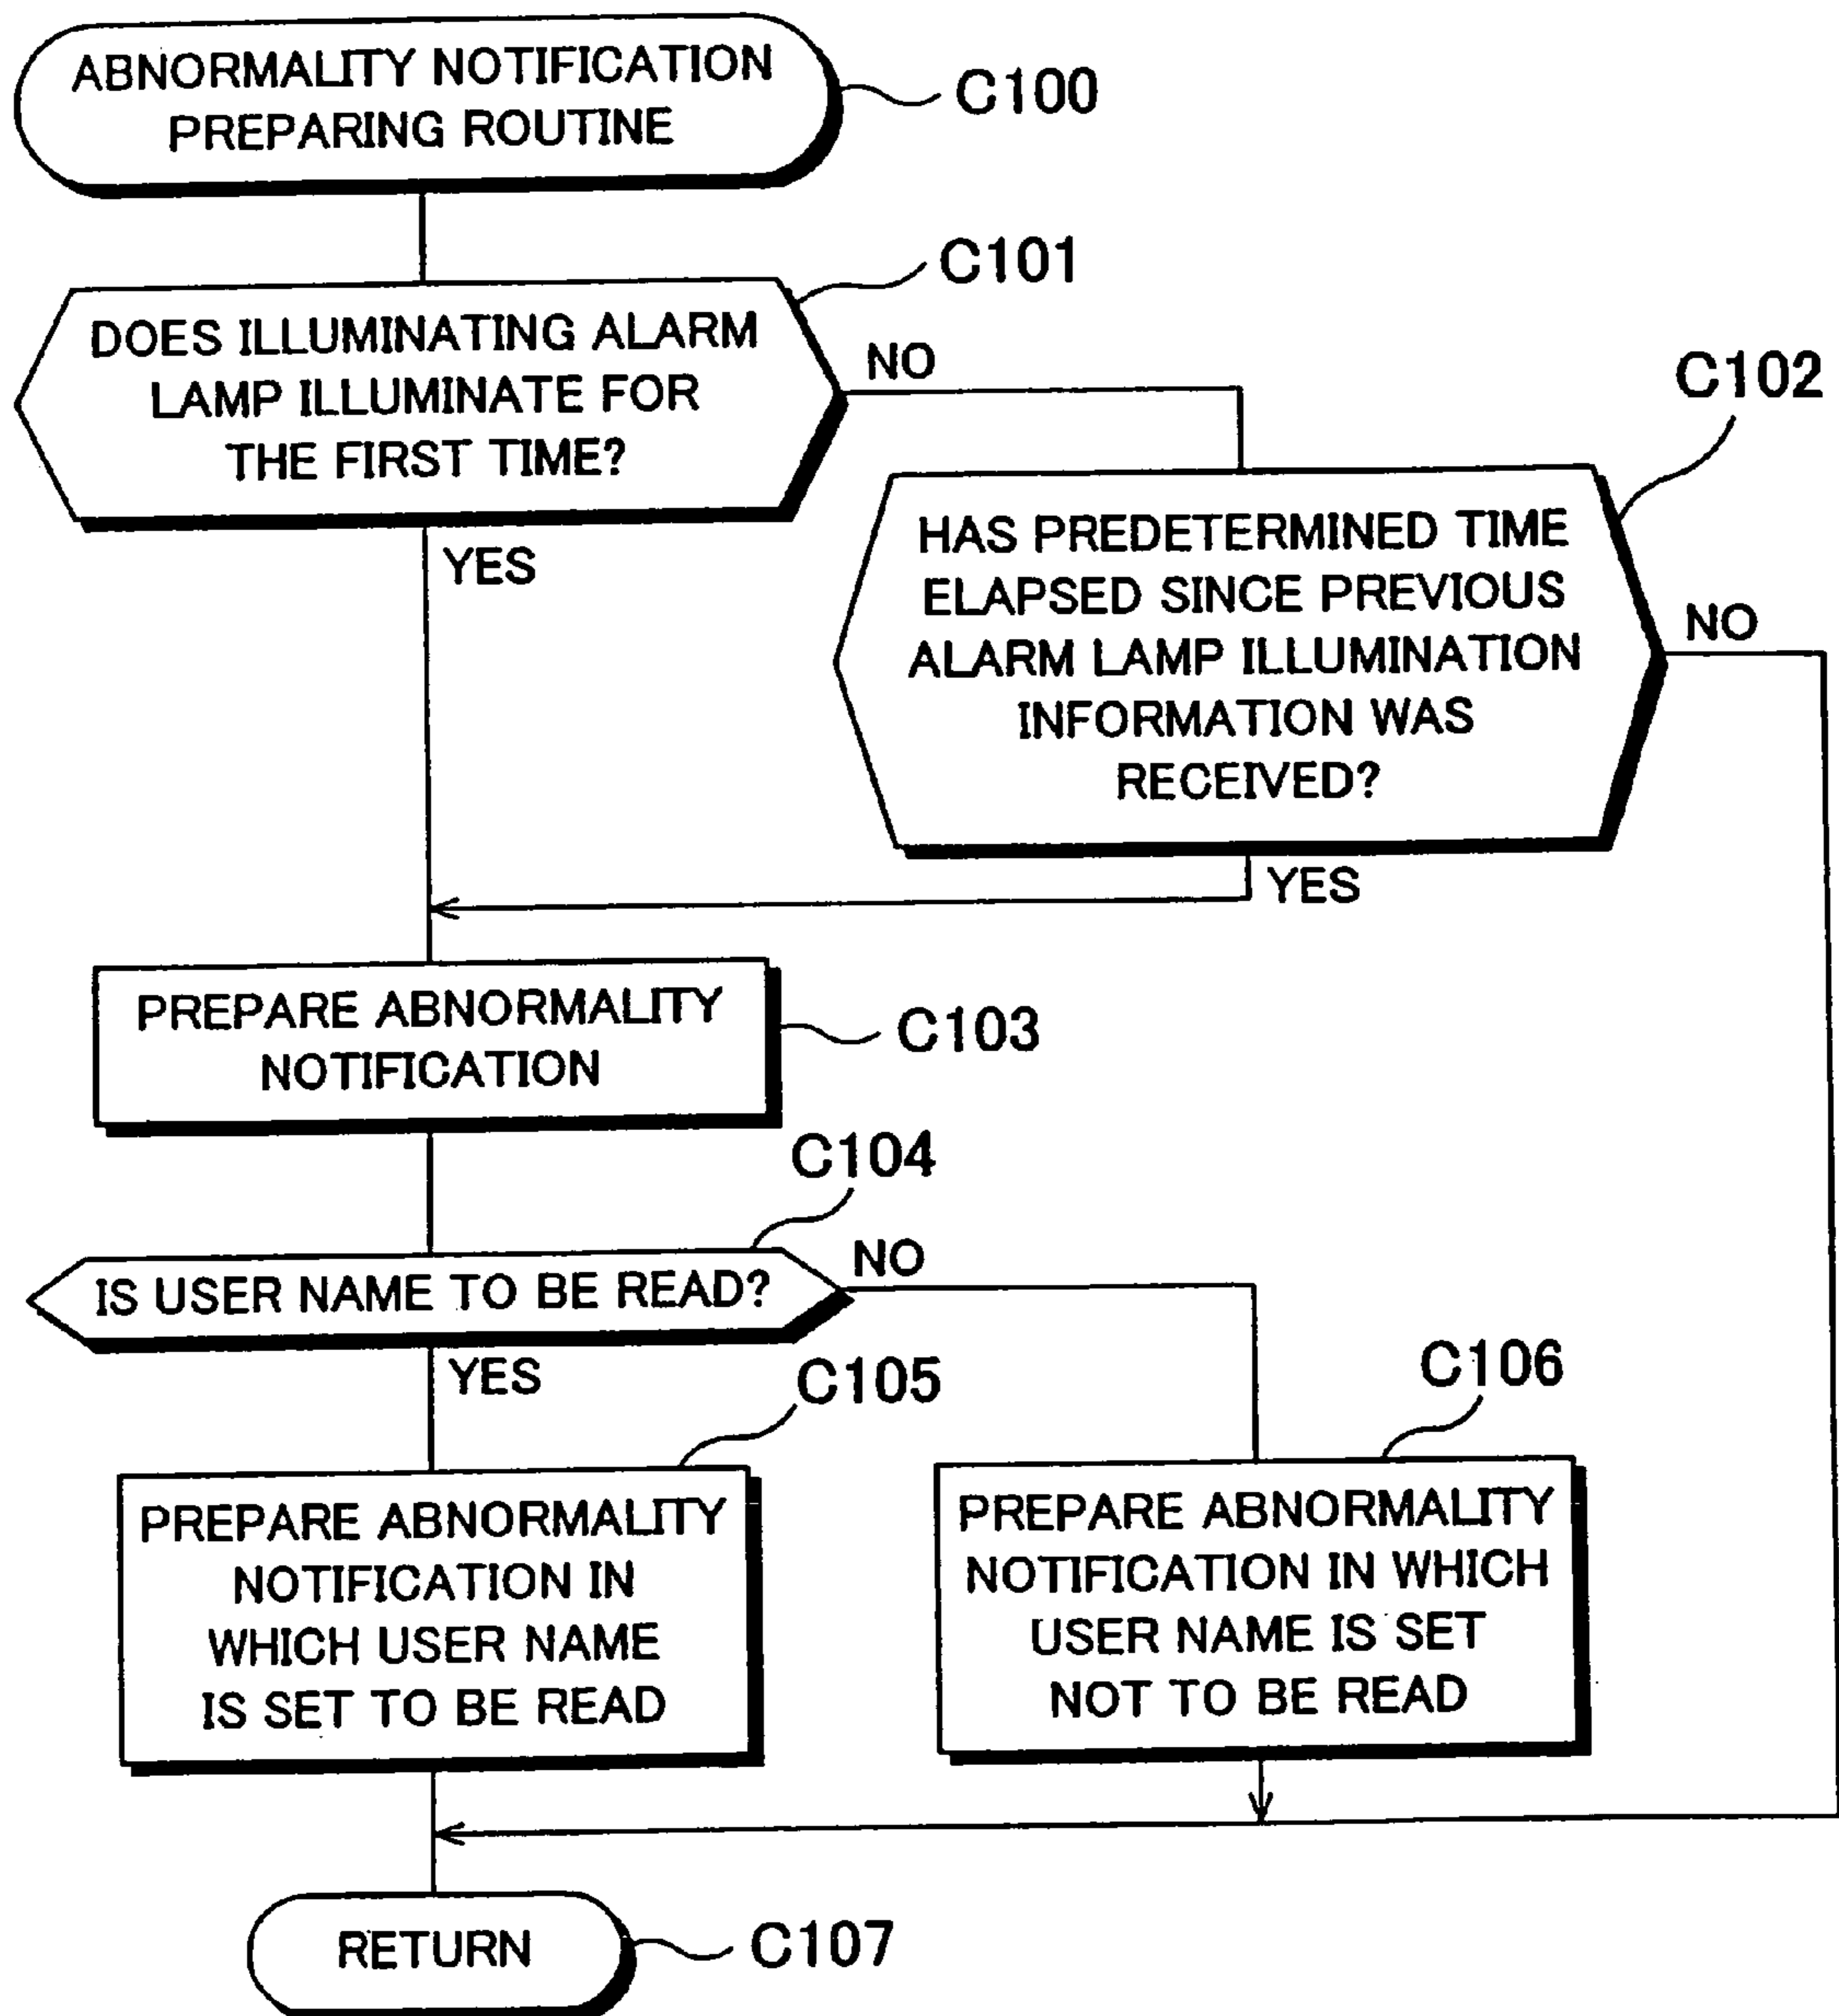 ABNORMALITY NOTIFICATION
PREPARING ROUTINE
C100
C101
DOES ILLUMINATING ALARM
LAMP ILLUMINATE FOR
THE FIRST TIME?
NO
YES
C102
HAS PREDETERMINED TIME
ELAPSED SINCE PREVIOUS
ALARM LAMP ILLUMINATION
INFORMATION WAS
RECEIVED?
NO
YES
PREPARE ABNORMALITY
NOTIFICATION
C103
C104
IS USER NAME TO BE READ?
NO
YES
C105
PREPARE ABNORMALITY
NOTIFICATION IN
WHICH USER NAME
IS SET TO BE READ
C106
PREPARE ABNORMALITY
NOTIFICATION IN WHICH
USER NAME IS SET
NOT TO BE READ
RETURN
C107